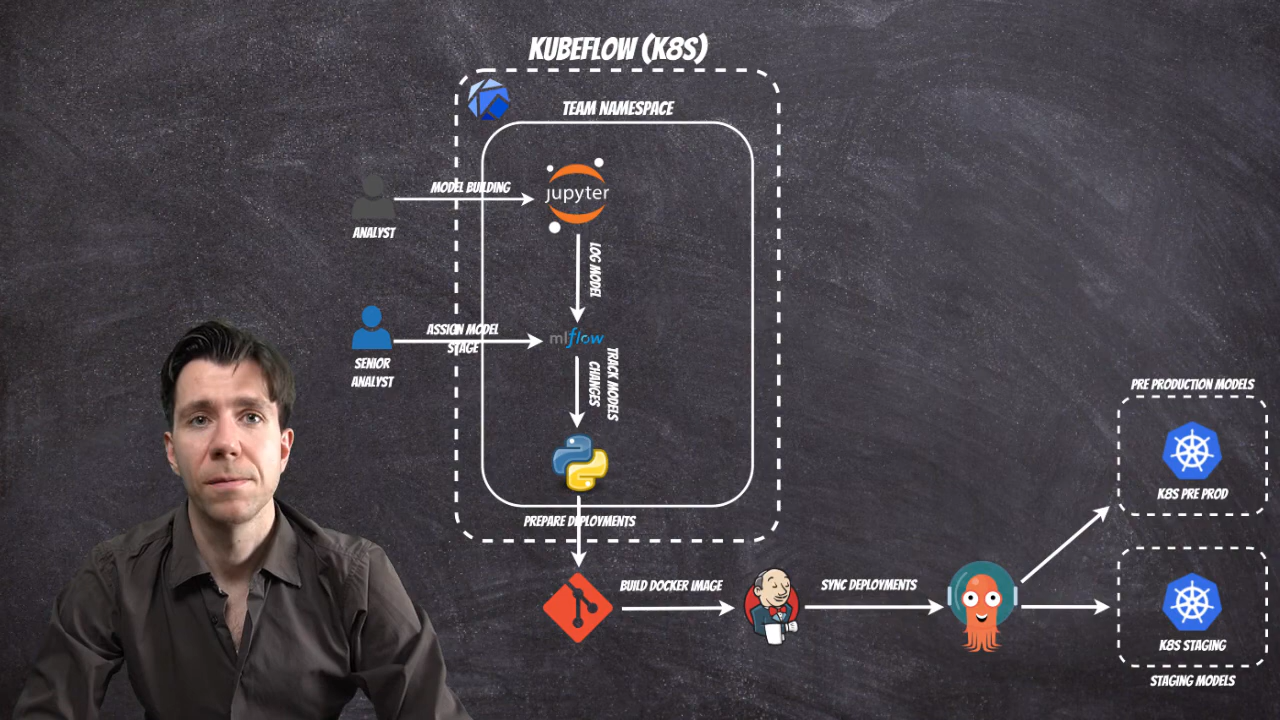 KUBEFLOW (K8S)
TEAM NAMESPACE
MODEL BUILDING
jupyter
ANALYST
LOG MODEL
ASSIGN MODEL
STAGE
mlflow
SENIOR
ANALYST
TRACK MODELS
CHANGES
PREPARE DEPLOYMENTS
BUILD DOCKER IMAGE
SYNC DEPLOYMENTS
PRE PRODUCTION MODELS
K8S PRE PROD
K8S STAGING
STAGING MODELS